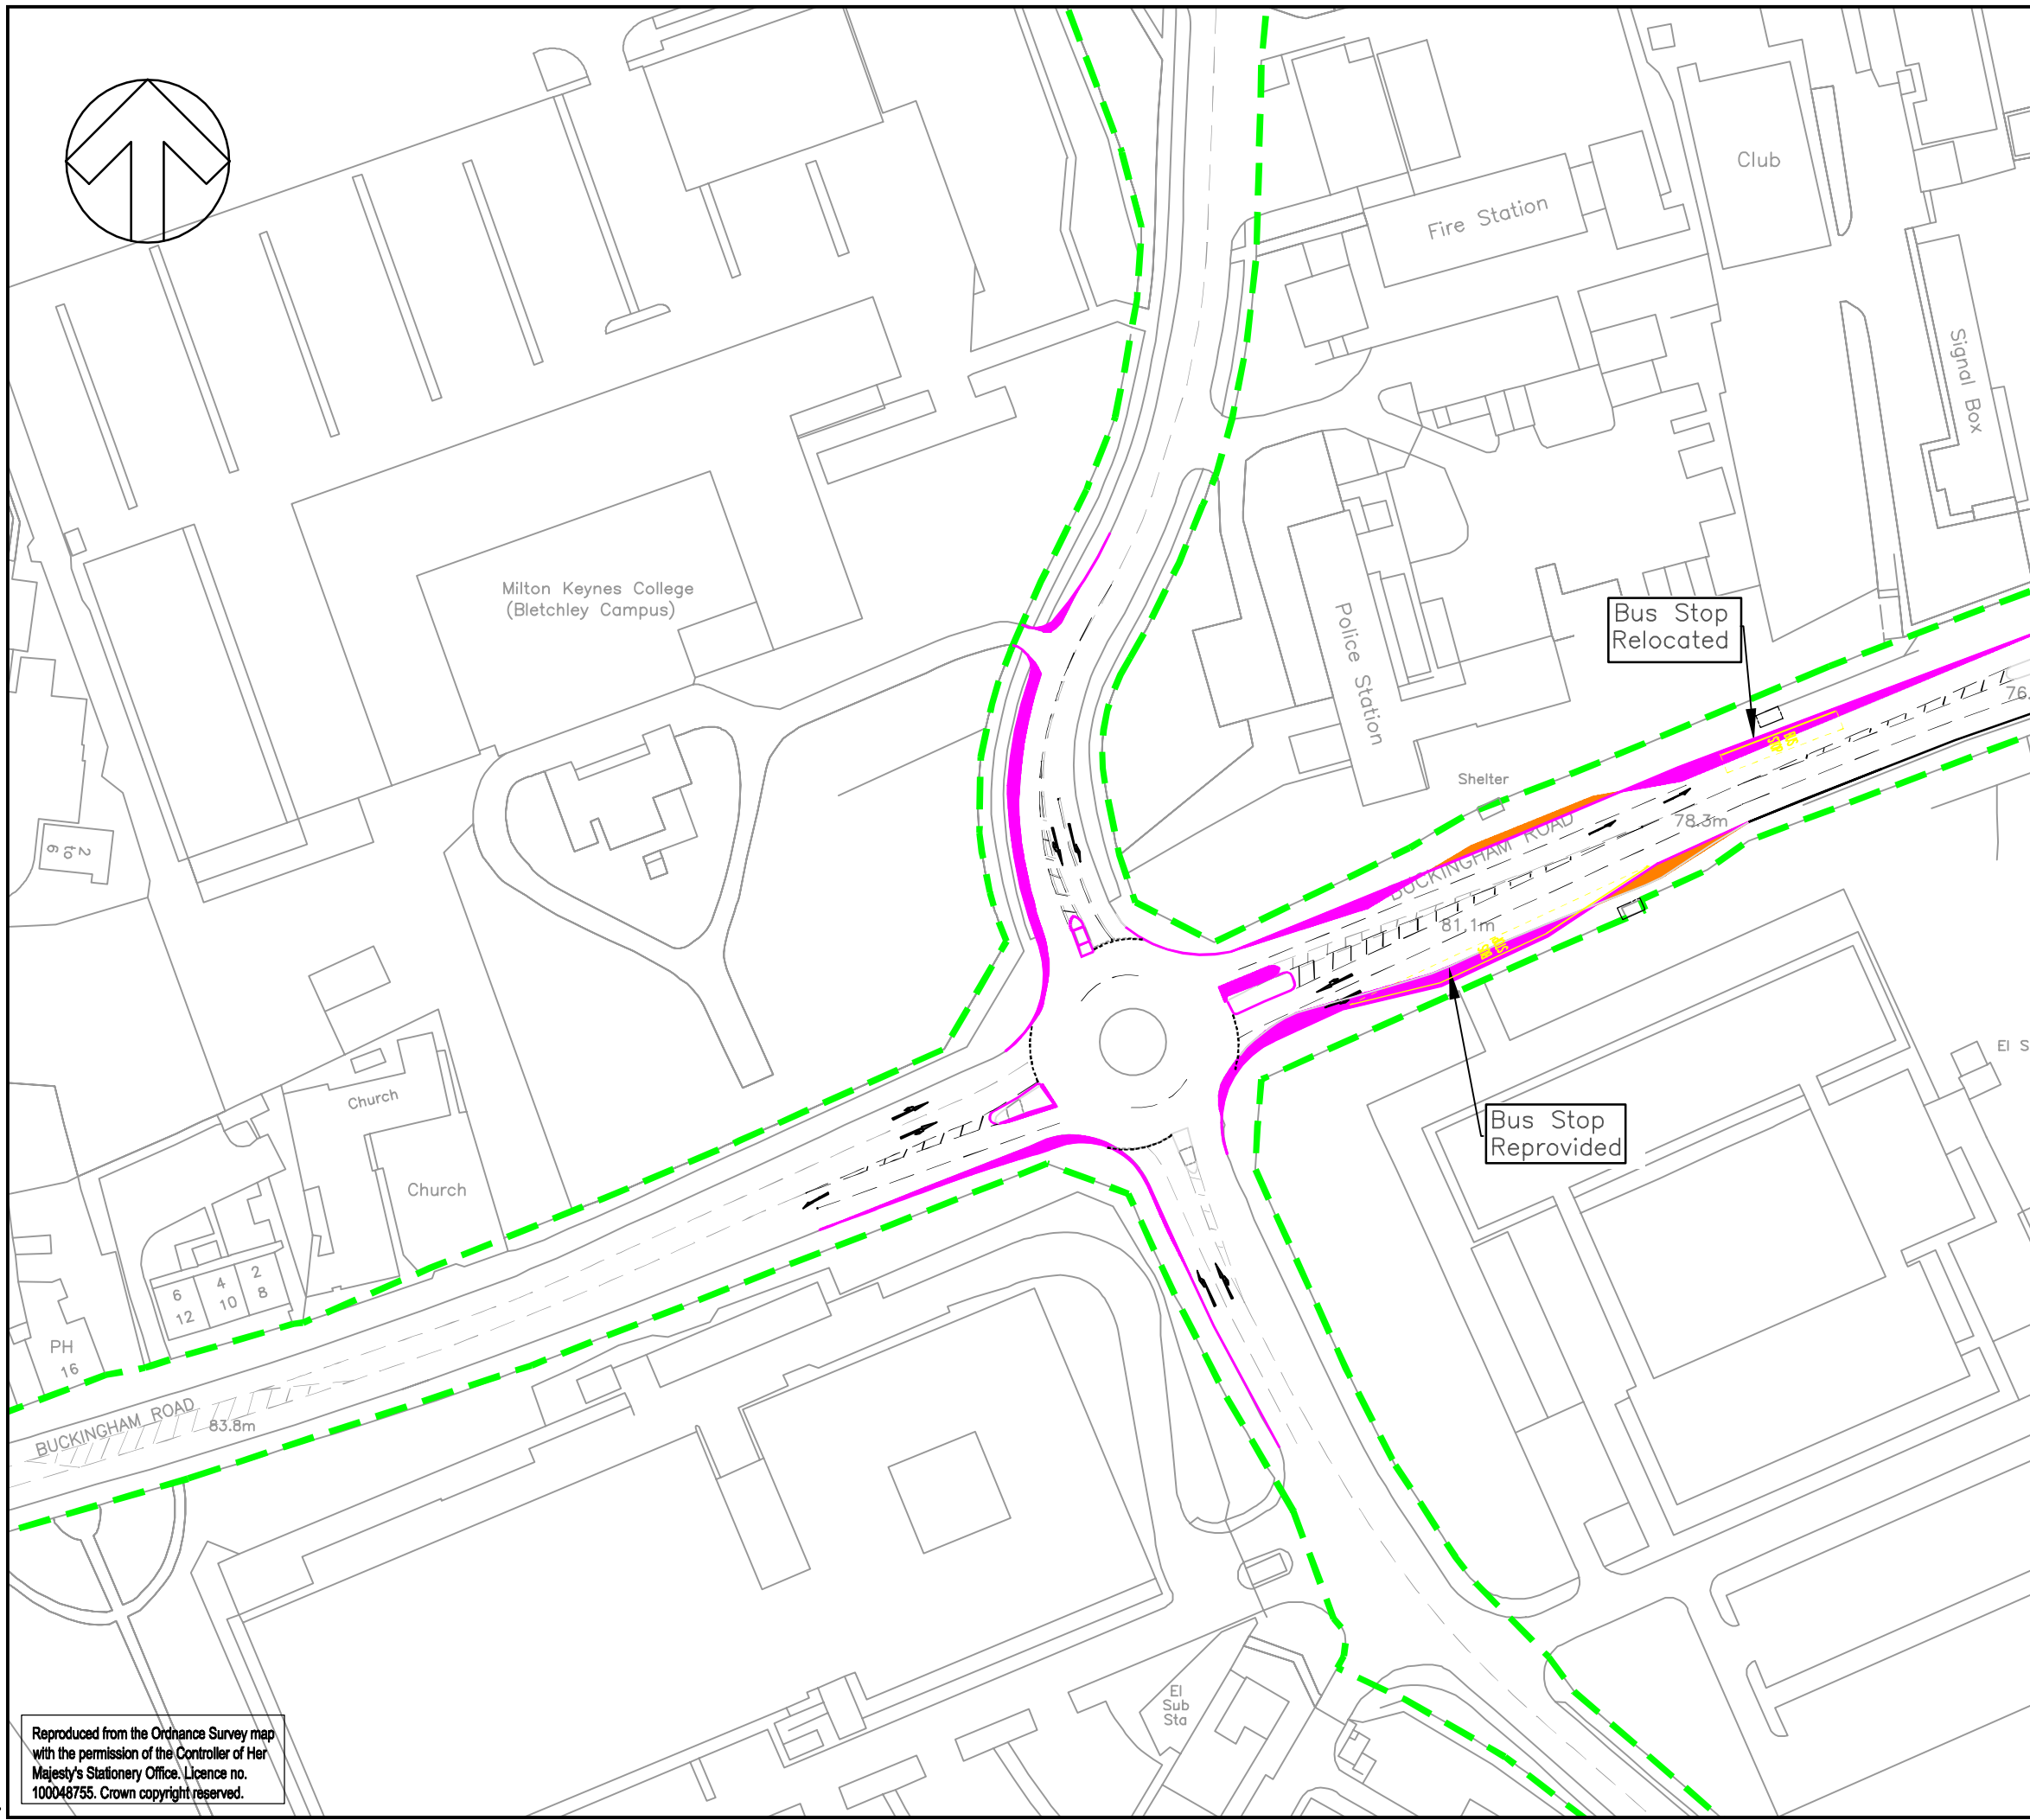 Club
Fire Station
Signal Box
Milton Keynes College
(Bletchley Campus)
Police Station
Bus Stop
Relocated
76.
Shelter
78.3m
BUCKINGHAM ROAD
81.1m
2
to
6
El S
Church
Church
Bus Stop
Reprovided
6
4
2
12
10
8
PH
16
BUCKINGHAM ROAD
83.8m
El
Sub
Sta
Reproduced from the Ordnance Survey map
with the permission of the Controller of Her
Majesty's Stationery Office. Licence no.
100048755. Crown copyright reserved.